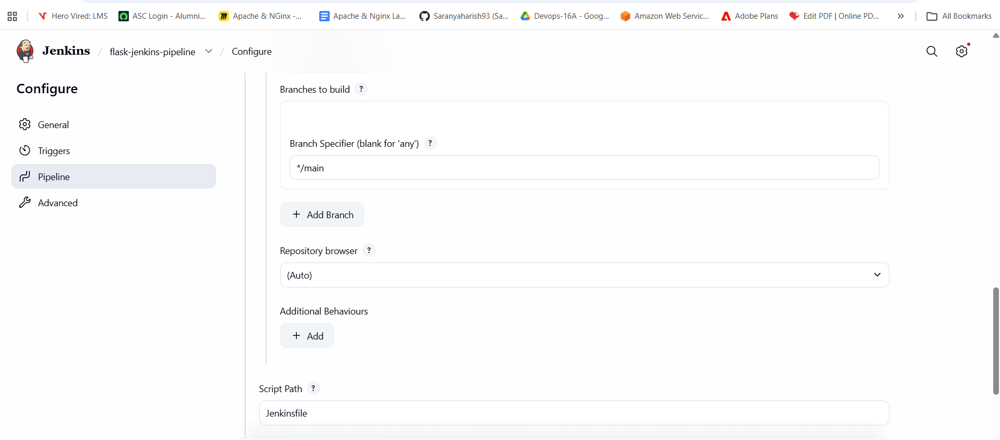 Hero Vired: LMS
ASC Login - Alumni...
Apache & NGinx -...
Apache & Nginx La...
Saranyaharish93 (Sa...
Devops-16A - Goog...
Amazon Web Servic...
Adobe Plans
Edit PDF | Online PD...
All Bookmarks
Jenkins / flask-jenkins-pipeline / Configure
Configure
General
Triggers
Pipeline
Advanced
Branches to build ?
Branch Specifier (blank for 'any') ?
*/main
+ Add Branch
Repository browser ?
(Auto)
Additional Behaviours
+ Add
Script Path ?
Jenkinsfile